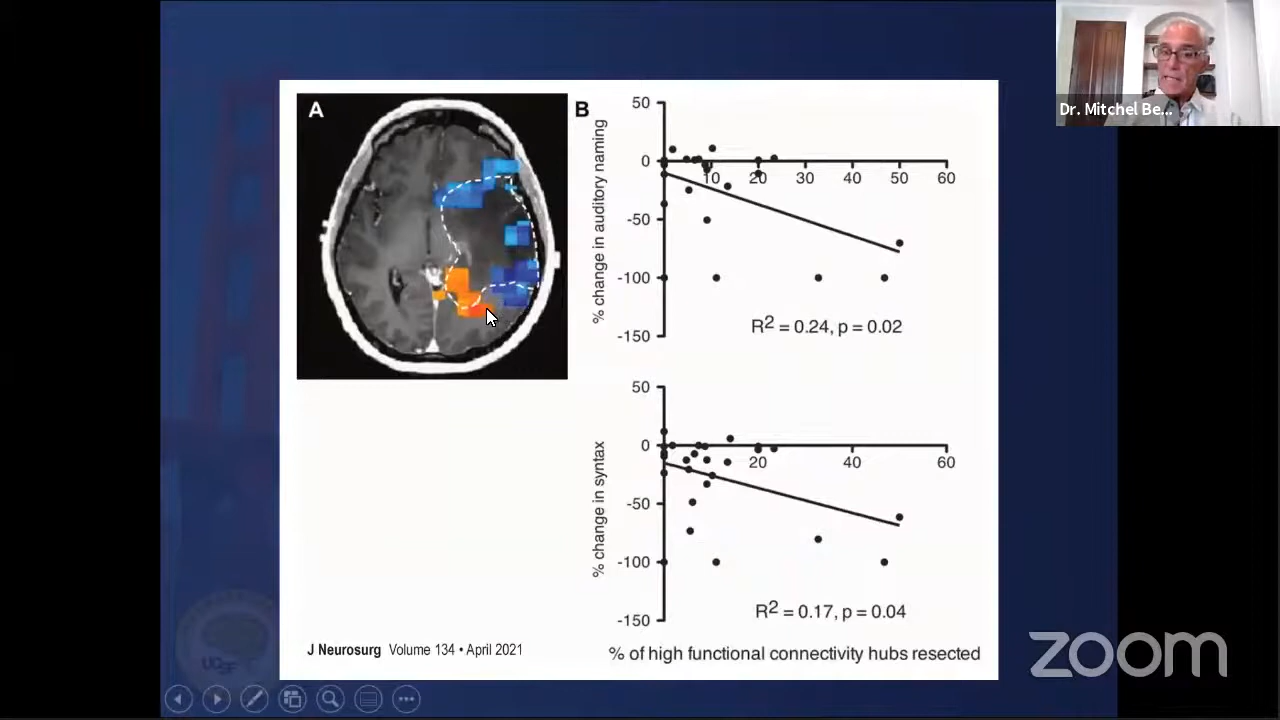 Dr. Mitchel Be...
A
B
50
0
-50
-100
-150
% change in auditory naming
10
20
30
40
50
60
R2 = 0.24, p = 0.02
50
0
-50
-100
-150
% change in syntax
20
40
60
R2 = 0.17, p = 0.04
J Neurosurg Volume 134 • April 2021
% of high functional connectivity hubs resected
UCSF
zoom